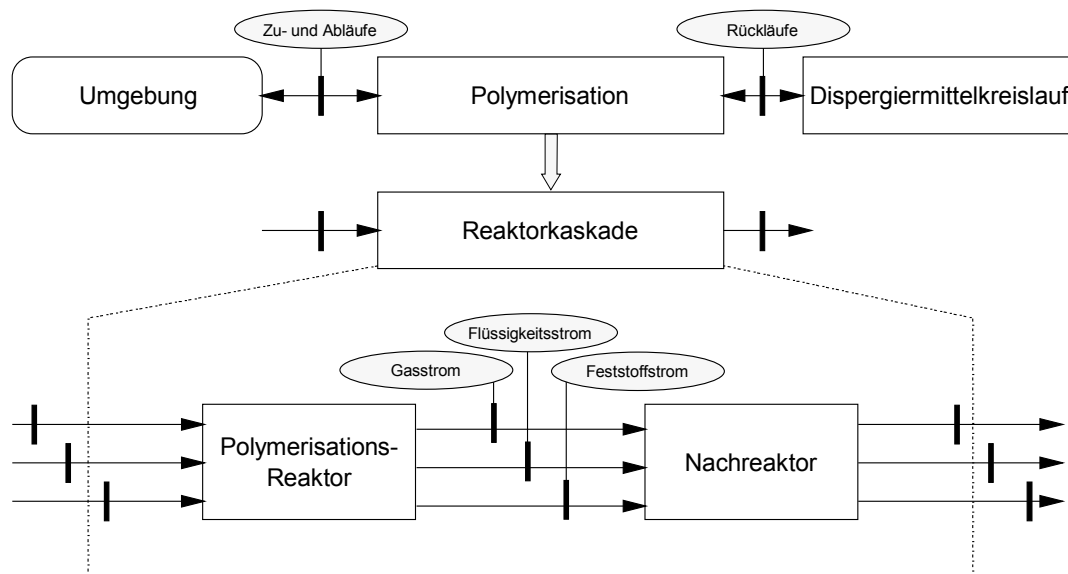 Zu- und Abläufe
Rückläufe
Umgebung
Polymerisation
Dispergiermittelkreislauf
Reaktorkaskade
Flüssigkeitsstrom
Gasstrom
Feststoffstrom
Polymerisations-
Reaktor
Nachreaktor